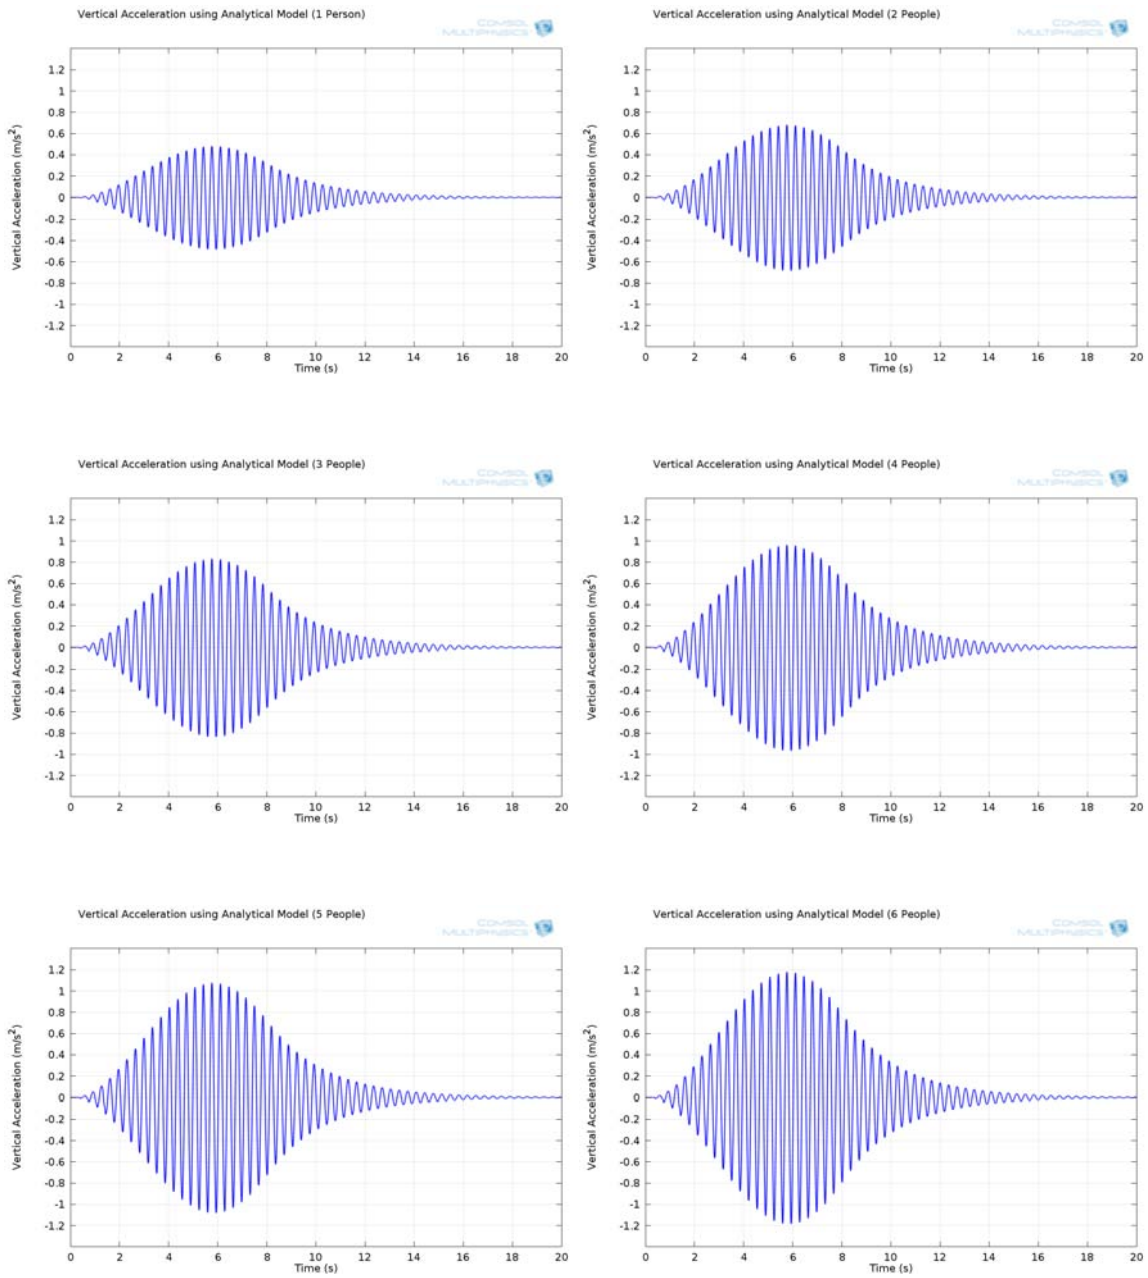 Vertical Acceleration using Analytical Model (1 Person)
COMSOL
MULTIPHYSICS
Vertical Acceleration (m/s²)
1.2
1
0.8
0.6
0.4
0.2
0
-0.2
-0.4
-0.6
-0.8
-1
-1.2
0 2 4 6 8 10 12 14 16 18 20
Time (s)
Vertical Acceleration using Analytical Model (2 People)
COMSOL
MULTIPHYSICS
Vertical Acceleration (m/s²)
1.2
1
0.8
0.6
0.4
0.2
0
-0.2
-0.4
-0.6
-0.8
-1
-1.2
0 2 4 6 8 10 12 14 16 18 20
Time (s)
Vertical Acceleration using Analytical Model (3 People)
COMSOL
MULTIPHYSICS
Vertical Acceleration (m/s²)
1.2
1
0.8
0.6
0.4
0.2
0
-0.2
-0.4
-0.6
-0.8
-1
-1.2
0 2 4 6 8 10 12 14 16 18 20
Time (s)
Vertical Acceleration using Analytical Model (4 People)
COMSOL
MULTIPHYSICS
Vertical Acceleration (m/s²)
1.2
1
0.8
0.6
0.4
0.2
0
-0.2
-0.4
-0.6
-0.8
-1
-1.2
0 2 4 6 8 10 12 14 16 18 20
Time (s)
Vertical Acceleration using Analytical Model (5 People)
COMSOL
MULTIPHYSICS
Vertical Acceleration (m/s²)
1.2
1
0.8
0.6
0.4
0.2
0
-0.2
-0.4
-0.6
-0.8
-1
-1.2
0 2 4 6 8 10 12 14 16 18 20
Time (s)
Vertical Acceleration using Analytical Model (6 People)
COMSOL
MULTIPHYSICS
Vertical Acceleration (m/s²)
1.2
1
0.8
0.6
0.4
0.2
0
-0.2
-0.4
-0.6
-0.8
-1
-1.2
0 2 4 6 8 10 12 14 16 18 20
Time (s)